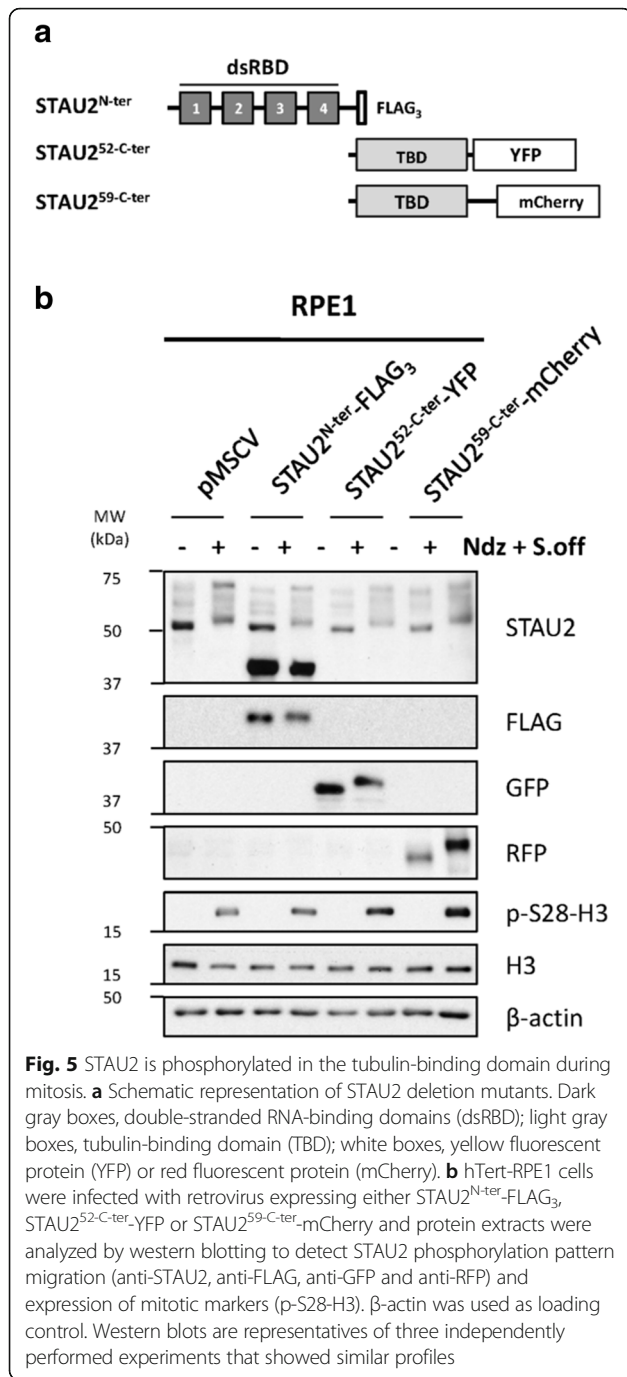 a
dsRBD
STAU2N-ter 1 2 3 4 FLAG3
STAU252-C-ter TBD YFP
STAU259-C-ter TBD mCherry
b
RPE1
pMSCV
STAU2N-ter-FLAG3
STAU252-C-ter-YFP
STAU259-C-ter-mCherry
MW
(kDa)
- + - + - + - + Ndz + S.off
75
50
37
STAU2
37
FLAG
37
GFP
50
RFP
15
p-S28-H3
15
H3
50
β-actin
Fig. 5 STAU2 is phosphorylated in the tubulin-binding domain during
mitosis. a Schematic representation of STAU2 deletion mutants. Dark
gray boxes, double-stranded RNA-binding domains (dsRBD); light gray
boxes, tubulin-binding domain (TBD); white boxes, yellow fluorescent
protein (YFP) or red fluorescent protein (mCherry). b hTert-RPE1 cells
were infected with retrovirus expressing either STAU2N-ter-FLAG3,
STAU252-C-ter-YFP or STAU259-C-ter-mCherry and protein extracts were
analyzed by western blotting to detect STAU2 phosphorylation pattern
migration (anti-STAU2, anti-FLAG, anti-GFP and anti-RFP) and
expression of mitotic markers (p-S28-H3). β-actin was used as loading
control. Western blots are representatives of three independently
performed experiments that showed similar profiles